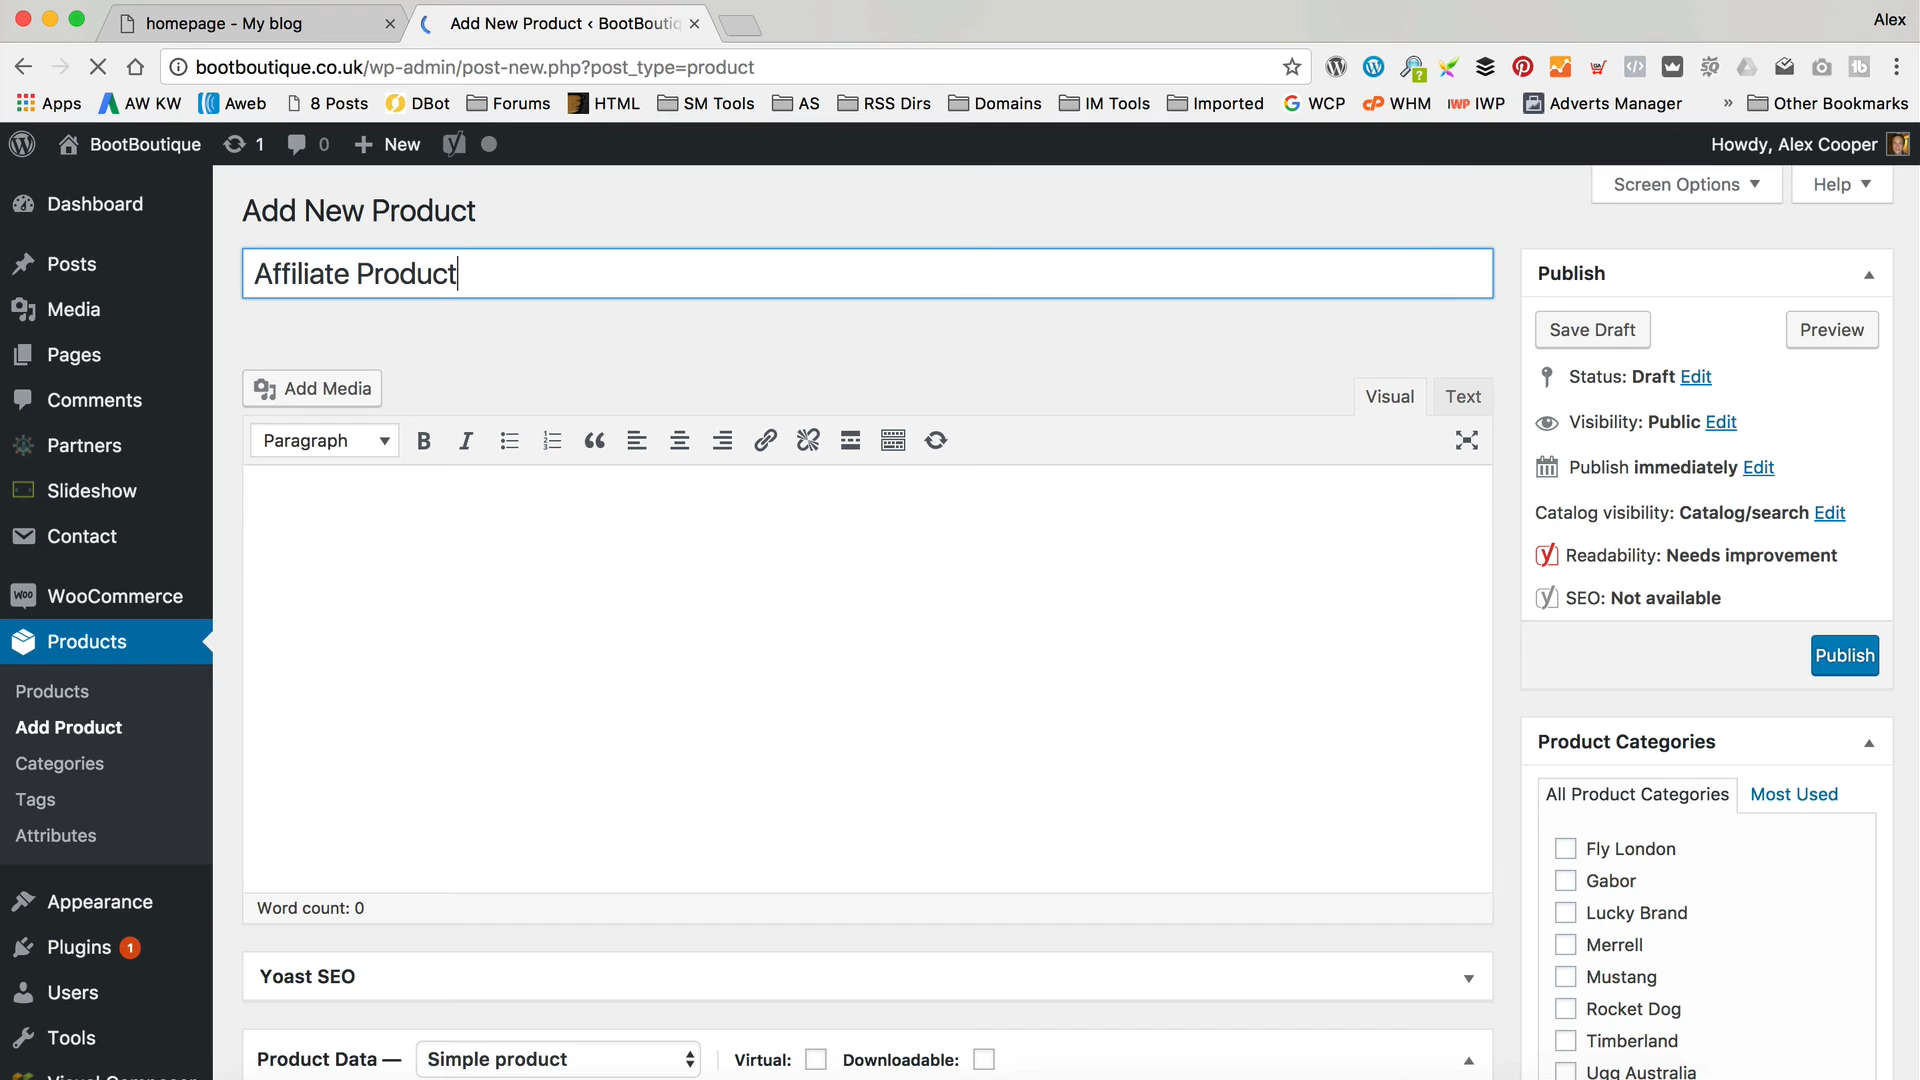 homepage - My blog
Add New Product ‹ BootBoutiq
Alex
bootboutique.co.uk/wp-admin/post-new.php?post_type=product
Apps AW KW Aweb 8 Posts DBot Forums HTML SM Tools AS RSS Dirs Domains IM Tools Imported WCP WHM IWP IWP Adverts Manager » Other Bookmarks
BootBoutique 1 0 New Howdy, Alex Cooper
Screen Options Help
Dashboard
Posts
Media
Pages
Comments
Partners
Slideshow
Contact
WooCommerce
Products
Products
Add Product
Categories
Tags
Attributes
Appearance
Plugins 1
Users
Tools
Add New Product
Affiliate Product
Add Media
Visual Text
Paragraph
Word count: 0
Yoast SEO
Product Data — Simple product Virtual: Downloadable:
Publish
Save Draft Preview
Status: Draft Edit
Visibility: Public Edit
Publish immediately Edit
Catalog visibility: Catalog/search Edit
Readability: Needs improvement
SEO: Not available
Publish
Product Categories
All Product Categories Most Used
Fly London
Gabor
Lucky Brand
Merrell
Mustang
Rocket Dog
Timberland
Ugg Australia